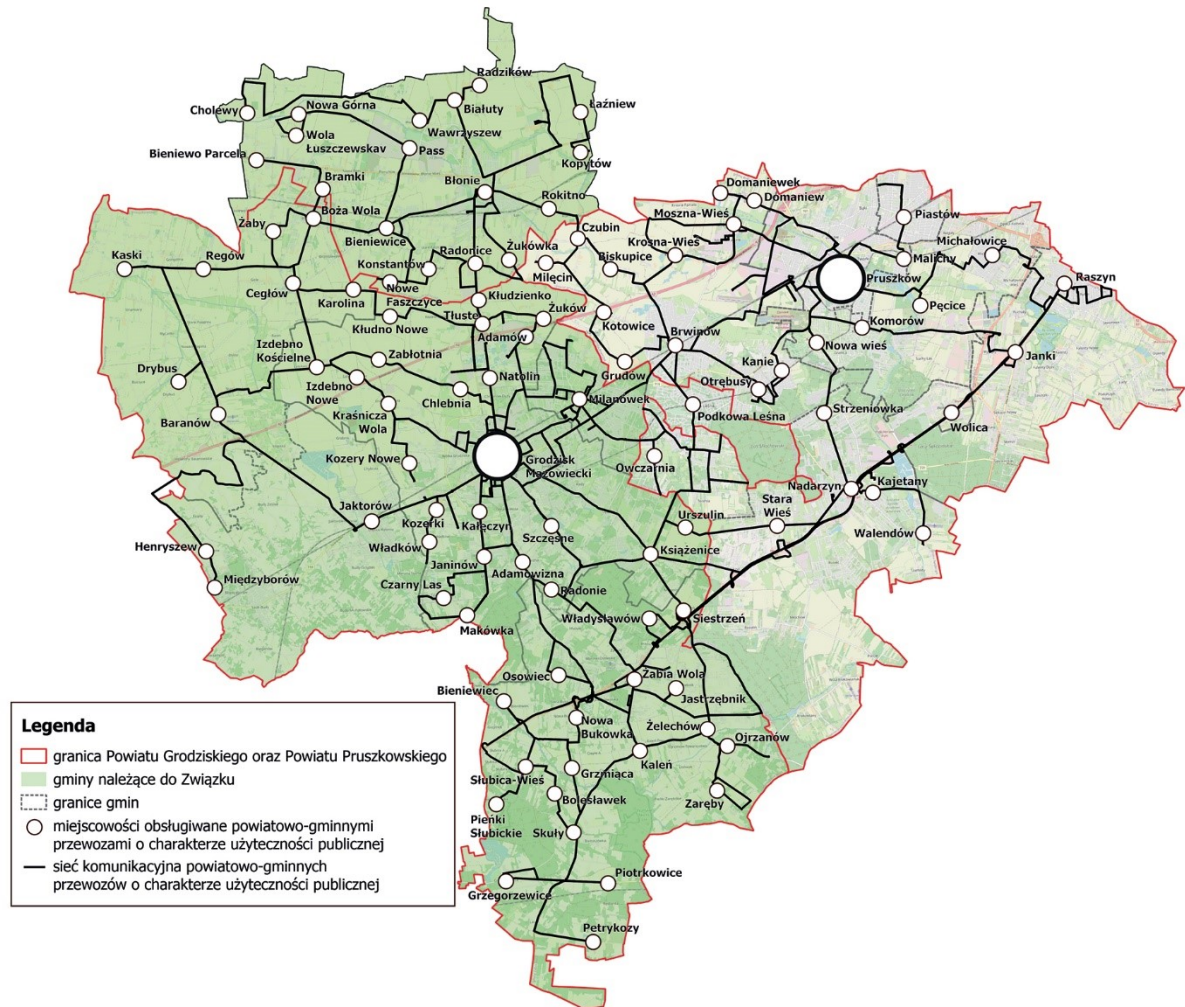 Radzików
Cholewy
Nowa Górna
Białuty
Łaźniew
Wola
Łuszczewskav
Wawrzyszew
Pass
Bieniewo Parcela
Kopytów
Bramki
Błonie
Rokitno
Domaniewek
Domaniew
Boża Wola
Żaby
Bieniewice
Czubin
Moszna-Wieś
Piastów
Michałowice
Kaski
Regów
Konstantów
Radonice
Żukówka
Milęcin
Biskupice
Krosna-Wieś
Malichy
Pruszków
Raszyn
Cegłów
Karolina
Nowe
Faszczyce
Kłudzienko
Pęcice
Kłudno Nowe
Tłuste
Żuków
Adamów
Kotowice
Brwinów
Komorów
Nowa wieś
Janki
Izdebno
Kościelne
Zabłotnia
Grudów
Kanie
Drybus
Izdebno
Nowe
Natolin
Otrębusy
Chlebnia
Milanówek
Podkowa Leśna
Strzeniówka
Wolica
Baranów
Kraśnicza
Wola
Kozery Nowe
Grodzisk
Mazowiecki
Owczarnia
Nadarzyn
Kajetany
Jaktorów
Kozerki
Kałęczyn
Szczęsne
Urszulin
Stara
Wieś
Walendów
Henryszew
Władków
Książenice
Międzyborów
Janinów
Adamowizna
Czarny Las
Radonie
Makówka
Władysławów
Siestrzeń
Osowiec
Żabia Wola
Bieniewiec
Jastrzębnik
Nowa
Bukówka
Żelechów
Ojrzanów
Kaleń
Słubica-Wieś
Grzmiąca
Bolesławek
Zaręby
Pieńki
Słubickie
Skuły
Grzegorzewice
Piotrkowice
Petrykozy
Legenda
granica Powiatu Grodziskiego oraz Powiatu Pruszkowskiego
gminy należące do Związku
granice gmin
miejscowości obsługiwane powiatowo-gminnymi
przewozami o charakterze użyteczności publicznej
sieć komunikacyjna powiatowo-gminnych
przewozów o charakterze użyteczności publicznej